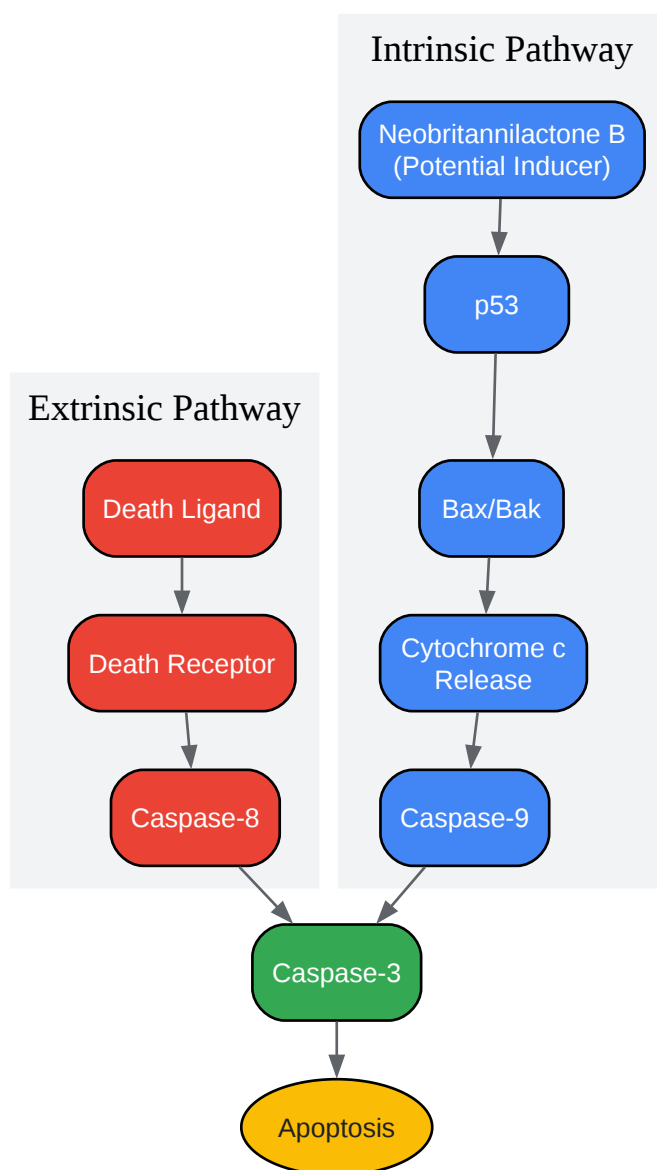 Intrinsic Pathway
Neobritannilactone B
(Potential Inducer)
p53
Extrinsic Pathway
Death Ligand
Bax/Bak
Death Receptor
Cytochrome c
Release
Caspase-8
Caspase-9
Caspase-3
Apoptosis